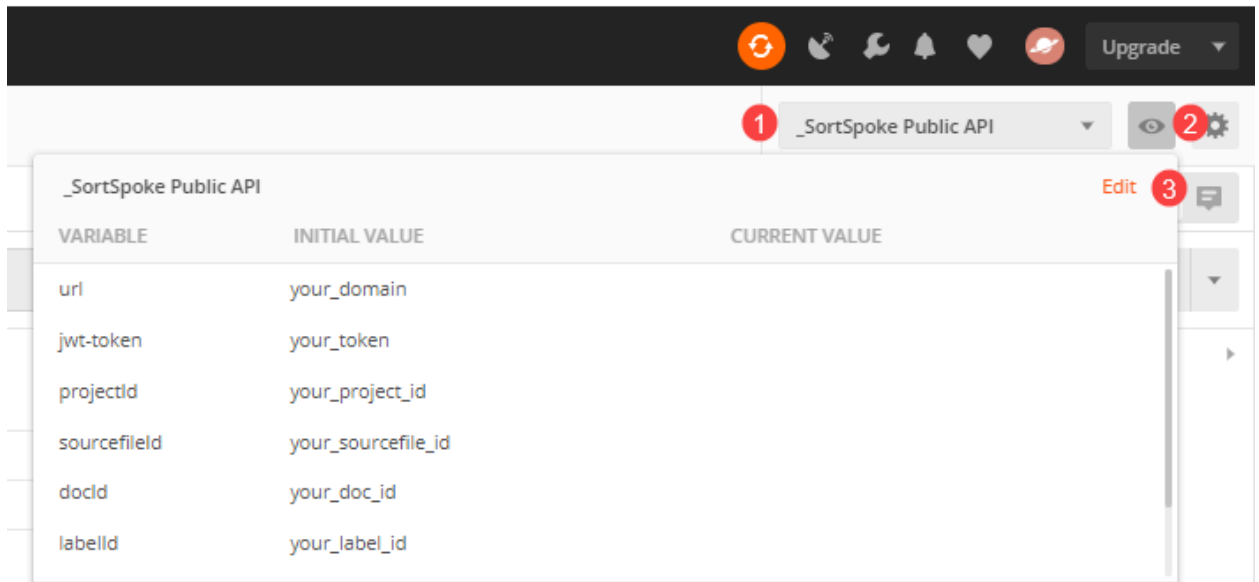 Upgrade
1 _SortSpoke Public API 2
_SortSpoke Public API Edit 3
VARIABLE INITIAL VALUE CURRENT VALUE
url your_domain
jwt-token your_token
projectId your_project_id
sourcefileId your_sourcefile_id
docId your_doc_id
labelId your_label_id